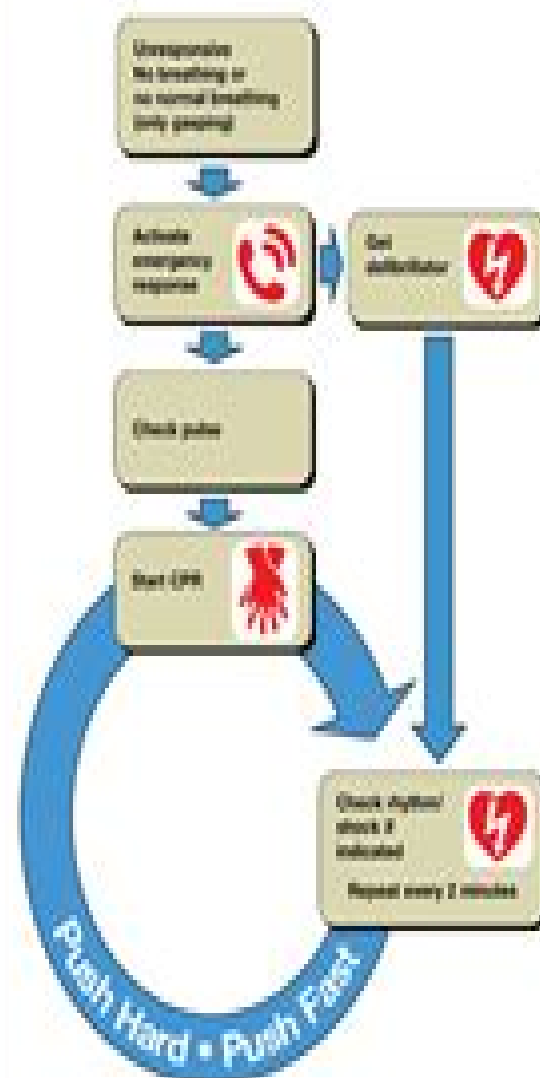 Unresponsive
No breathing or
no normal breathing
(only gasping)
Activate
emergency
response
Get
defibrillator
Check pulse
Start CPR
Check rhythm/
shock if
indicated
Repeat every 2 minutes
Push Hard • Push Fast